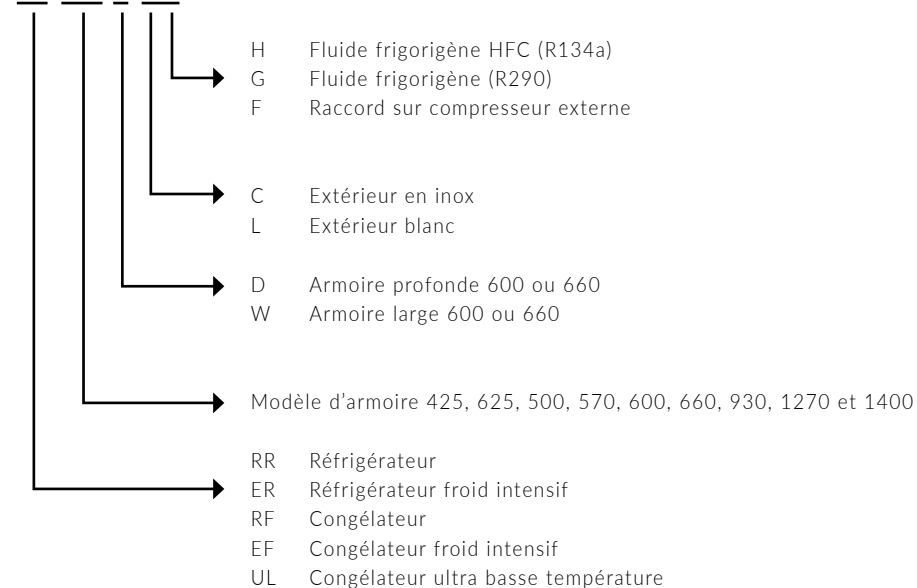 H Fluide frigorigène HFC (R134a)
G Fluide frigorigène (R290)
F Raccord sur compresseur externe
C Extérieur en inox
L Extérieur blanc
D Armoire profonde 600 ou 660
W Armoire large 600 ou 660
Modèle d'armoire 425, 625, 500, 570, 600, 660, 930, 1270 et 1400
RR Réfrigérateur
ER Réfrigérateur froid intensif
RF Congélateur
EF Congélateur froid intensif
UL Congélateur ultra basse température